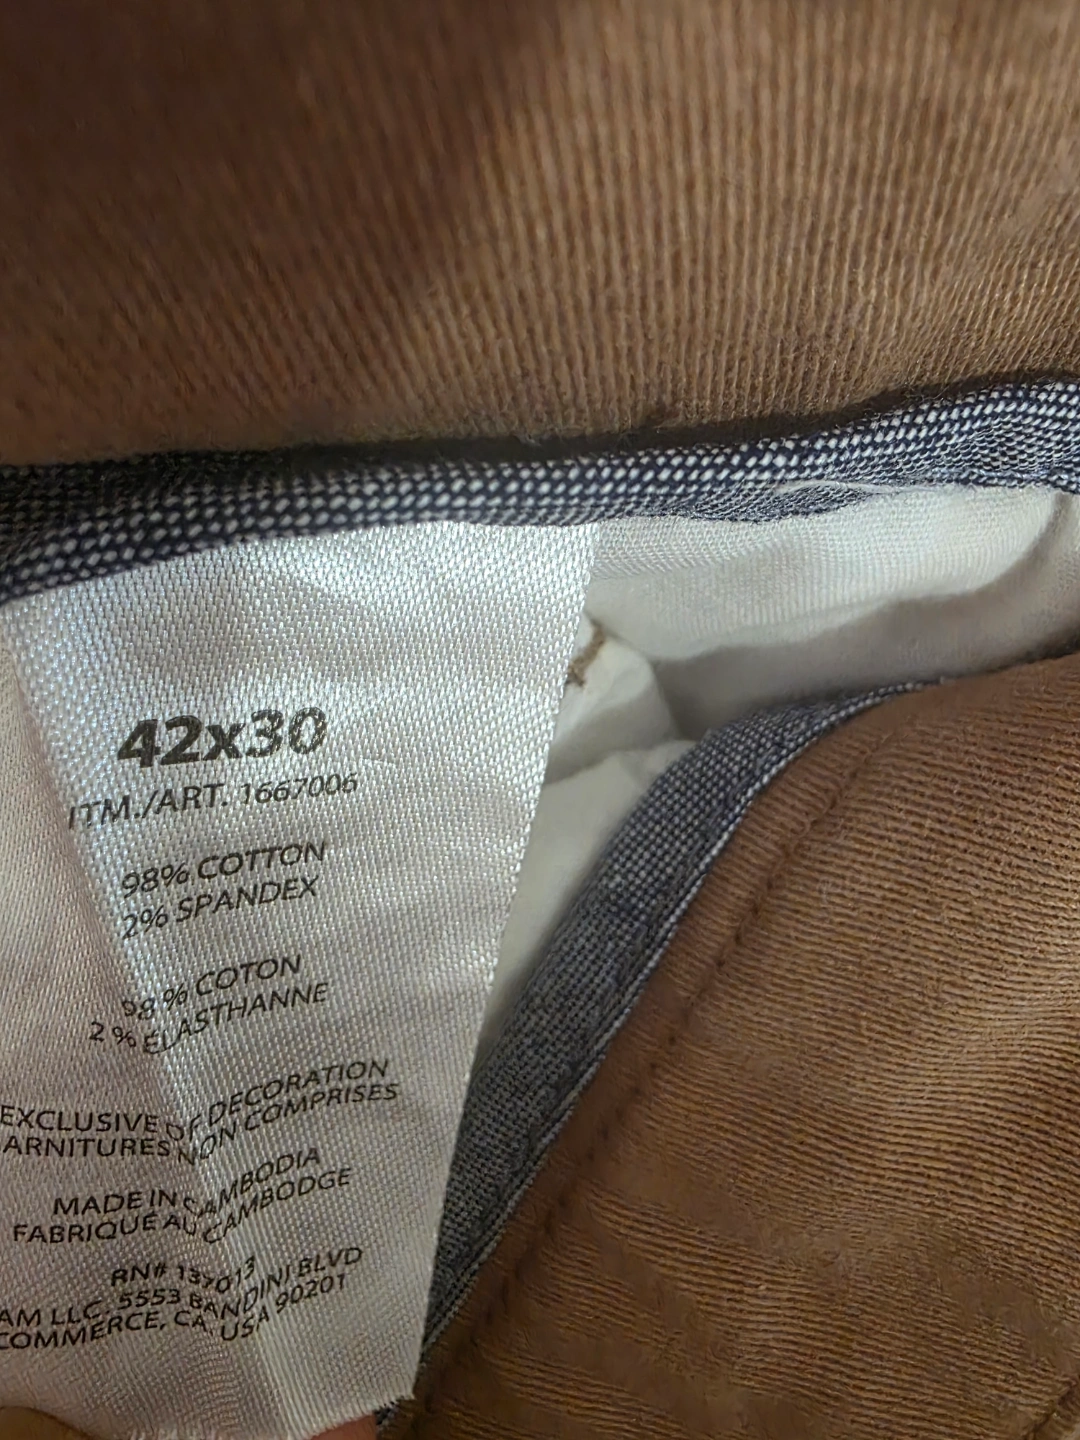 42x30
ITM./ART. 1667006
98% COTTON
2% SPANDEX
98% COTON
2% ÉLASTHANNE
EXCLUSIVE OF DECORATION
ARNITURES NON COMPRISES
MADE IN CAMBODIA
FABRIQUÉ AU CAMBODGE
RN# 137013
AM LLC. 5553 BANDINI BLVD
COMMERCE, CA. 90201
USA